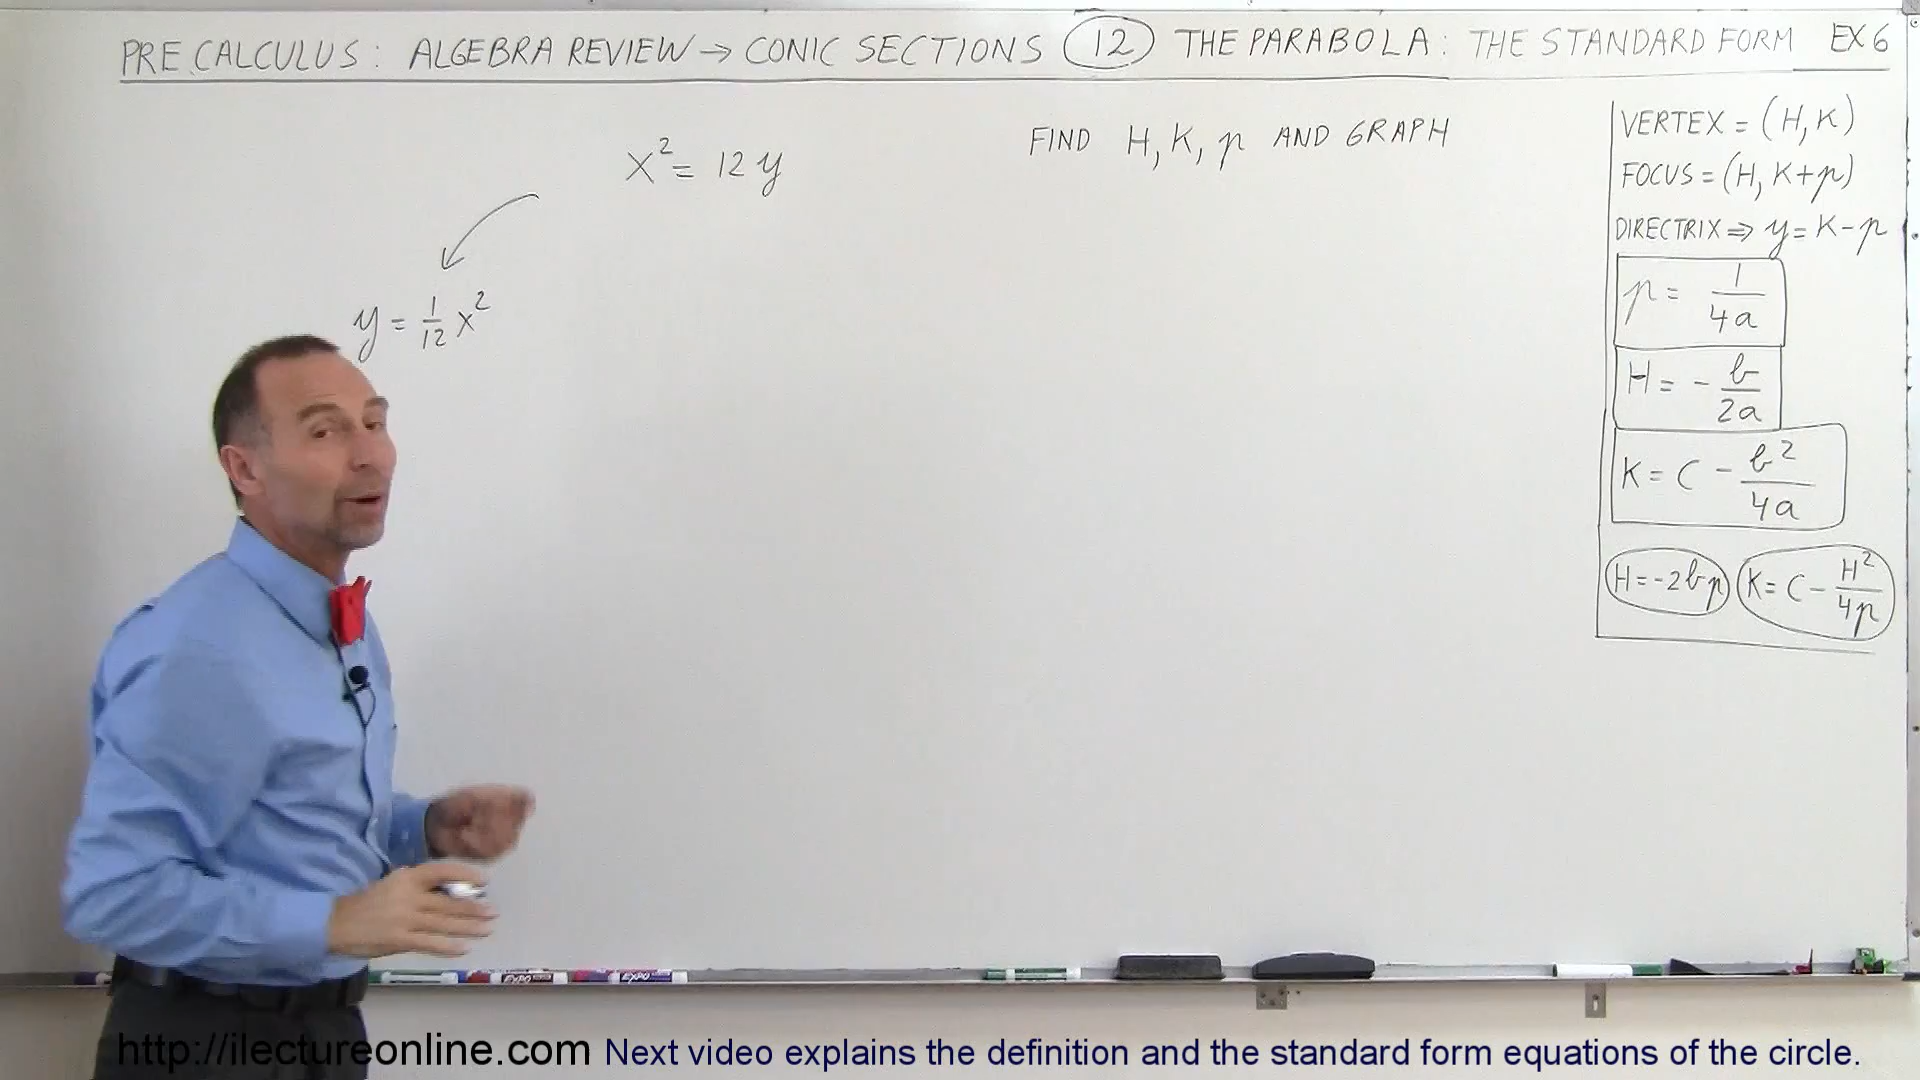 PRE CALCULUS: ALGEBRA REVIEW → CONIC SECTIONS 12 THE PARABOLA: THE STANDARD FORM EX 6
x² = 12y
FIND H, K, p AND GRAPH
y = 1/12 x²
VERTEX = (H, K)
FOCUS = (H, K+p)
DIRECTRIX ⇒ y = K-p
p = 1/4a
H = - b/2a
K = C - b²/4a
H = -2bp
K = C - H²/4p
EXPO
EXPO
http://ilectureonline.com Next video explains the definition and the standard form equations of the circle.